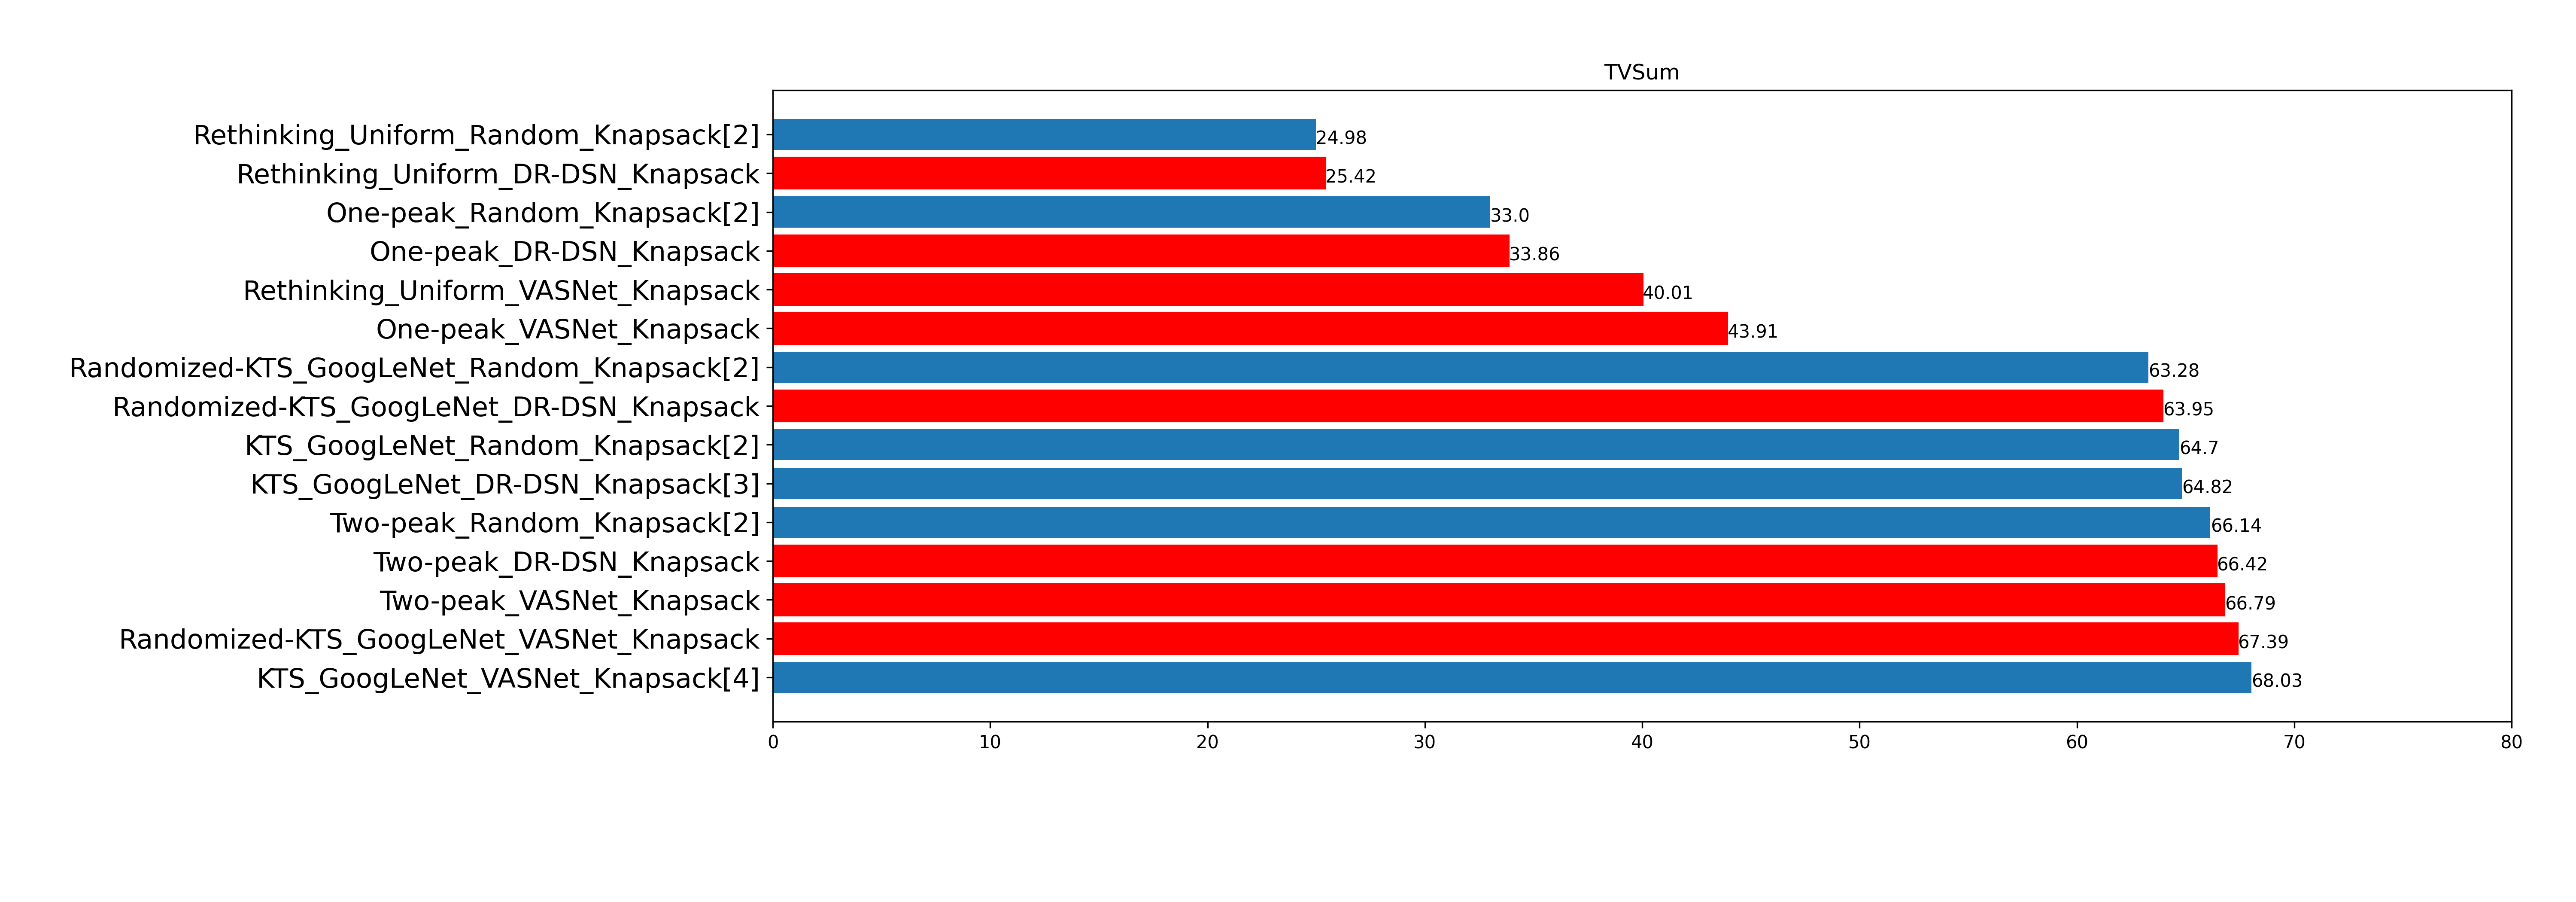 TVSum
Rethinking_Uniform_Random_Knapsack[2] 24.98
Rethinking_Uniform_DR-DSN_Knapsack 25.42
One-peak_Random_Knapsack[2] 33.0
One-peak_DR-DSN_Knapsack 33.86
Rethinking_Uniform_VASNet_Knapsack 40.01
One-peak_VASNet_Knapsack 43.91
Randomized-KTS_GoogLeNet_Random_Knapsack[2] 63.28
Randomized-KTS_GoogLeNet_DR-DSN_Knapsack 63.95
KTS_GoogLeNet_Random_Knapsack[2] 64.7
KTS_GoogLeNet_DR-DSN_Knapsack[3] 64.82
Two-peak_Random_Knapsack[2] 66.14
Two-peak_DR-DSN_Knapsack 66.42
Two-peak_VASNet_Knapsack 66.79
Randomized-KTS_GoogLeNet_VASNet_Knapsack 67.39
KTS_GoogLeNet_VASNet_Knapsack[4] 68.03
0 10 20 30 40 50 60 70 80